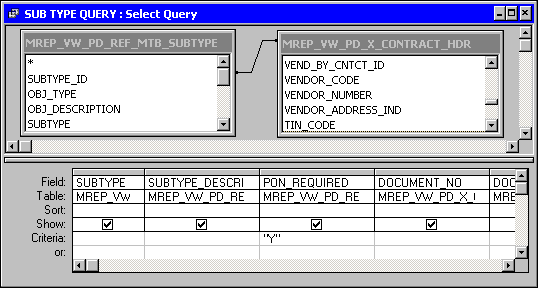 SUB TYPE QUERY : Select Query
MREP_VW_PD_REF_MTB_SUBTYPE
*
SUBTYPE_ID
OBJ_TYPE
OBJ_DESCRIPTION
SUBTYPE
MREP_VW_PD_X_CONTRACT_HDR
VEND_BY_CNTCT_ID
VENDOR_CODE
VENDOR_NUMBER
VENDOR_ADDRESS_IND
TIN_CODE
Field: SUBTYPE SUBTYPE_DESCRI PON_REQUIRED DOCUMENT_NO DOC
Table: MREP_VW MREP_VW_PD_RE MREP_VW_PD_RE MREP_VW_PD_X_( MRE
Sort:
Show:
Criteria: "Y"
or: